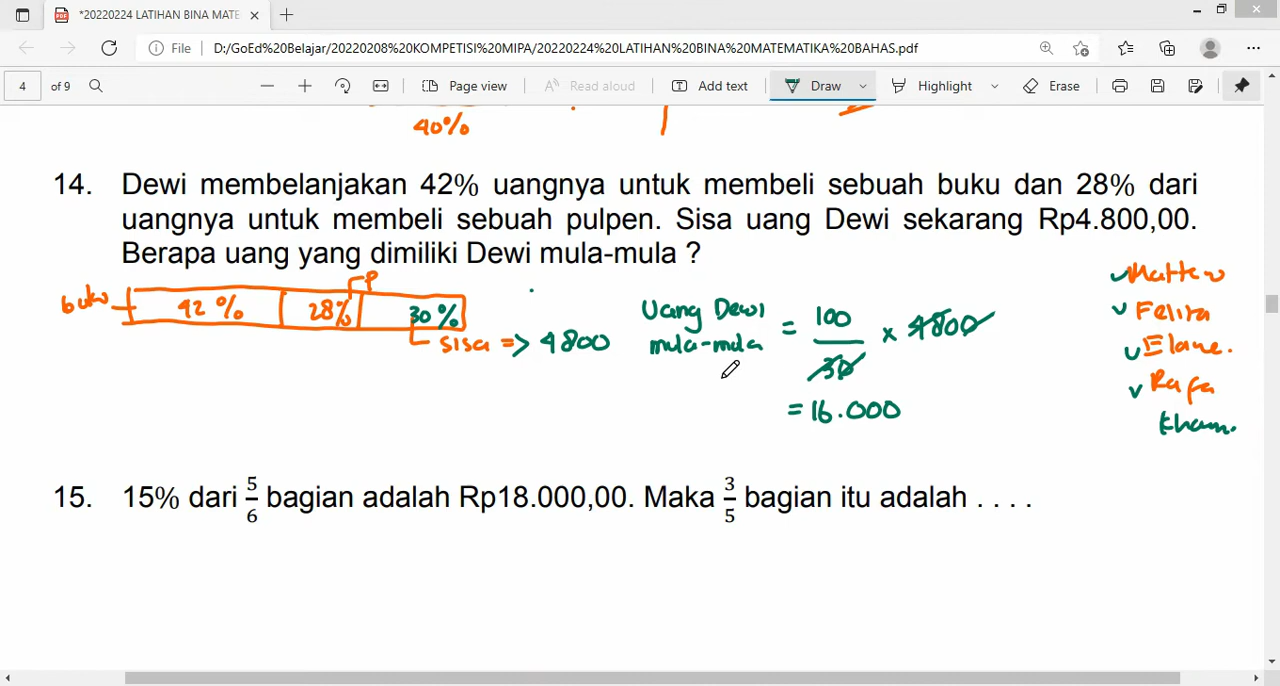 *20220224 LATIHAN BINA MATE
File D:/GoEd%20Belajar/20220208%20KOMPETISI%20MIPA/20220224%20LATIHAN%20BINA%20MATEMATIKA%20BAHAS.pdf
4 of 9 Page view Read aloud Add text Draw Highlight Erase
40%
14. Dewi membelanjakan 42% uangnya untuk membeli sebuah buku dan 28% dari
uangnya untuk membeli sebuah pulpen. Sisa uang Dewi sekarang Rp4.800,00.
Berapa uang yang dimiliki Dewi mula-mula ?
buku 42 % 28% P 30 %
sisa => 4800
Uang Dewi
mula-mula = 100/30 × 4800
= 16.000
Matten
Felira
Elane.
Rafa
kham.
15. 15% dari 5/6 bagian adalah Rp18.000,00. Maka 3/5 bagian itu adalah . . . .